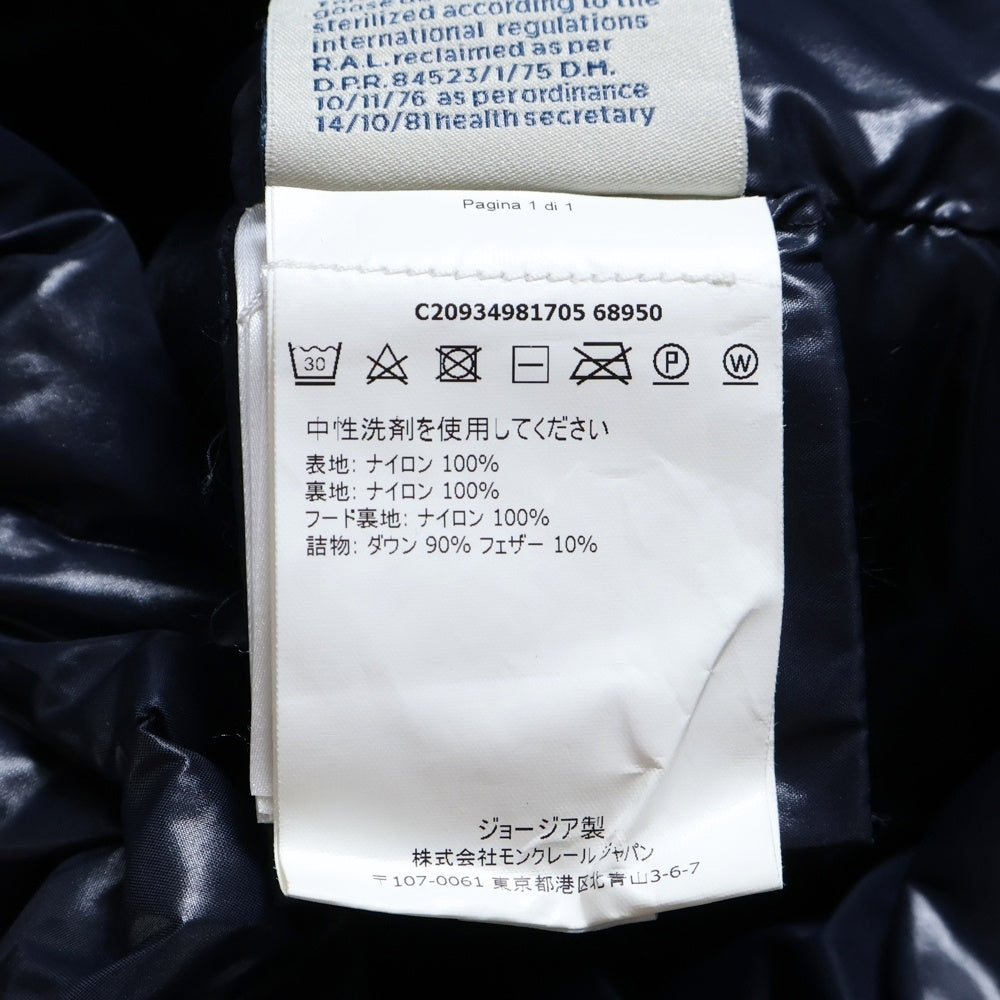 sterilized according to the
international regulations
R.A.L. reclaimed as per
D.P.R. 84523/1/75 D.M.
10/11/76 as per ordinance
14/10/81 health secretary
Pagina 1 di 1
C20934981705 68950
30 P W
中性洗剤を使用してください
表地: ナイロン 100%
裏地: ナイロン 100%
フード裏地: ナイロン 100%
詰物: ダウン 90% フェザー 10%
ジョージア製
株式会社モンクレールジャパン
〒107-0061 東京都港区北青山3-6-7